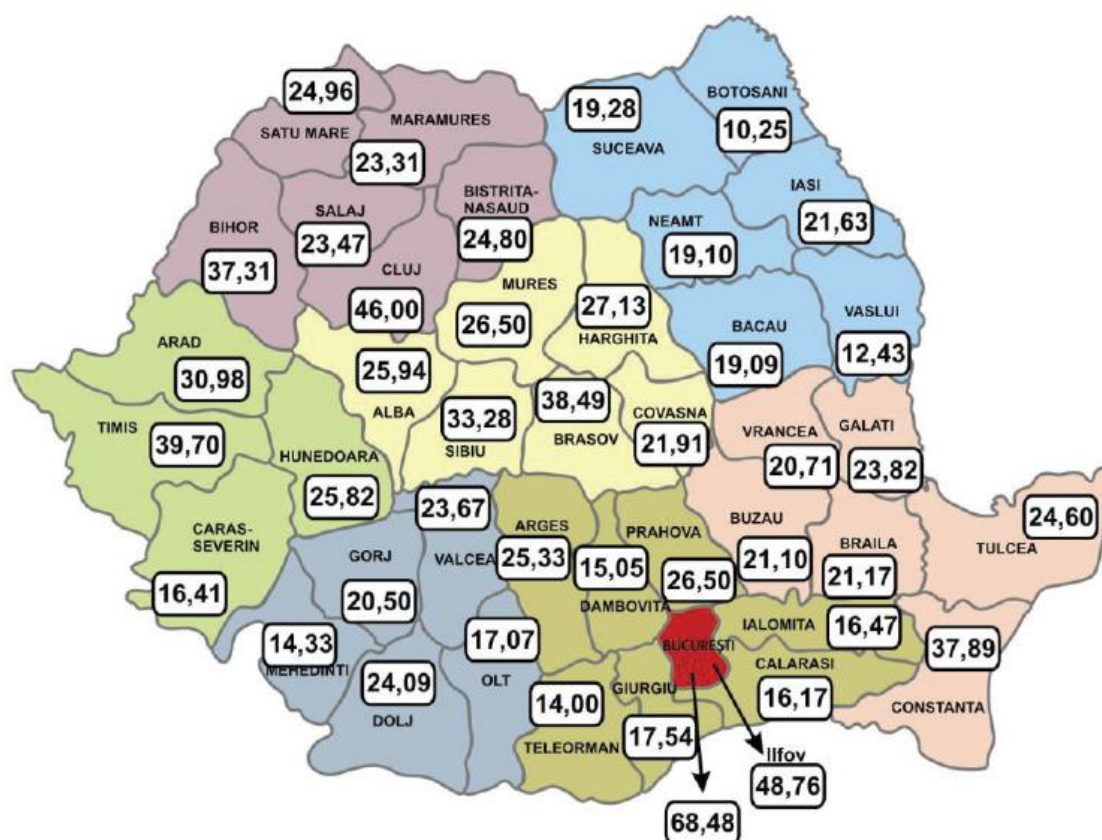 24,96
SATU MARE
MARAMURES
23,31
19,28
SUCEAVA
BOTOSANI
10,25
BIHOR
37,31
SALAJ
23,47
BISTRITA-
NASAUD
24,80
CLUJ
46,00
NEAMT
19,10
IASI
21,63
MURES
26,50
27,13
HARGHITA
BACAU
19,09
VASLUI
12,43
ARAD
30,98
25,94
ALBA
TIMIS
39,70
HUNEDOARA
25,82
33,28
SIBIU
38,49
BRASOV
COVASNA
21,91
VRANCEA
20,71
GALATI
23,82
CARAS-
SEVERIN
16,41
GORJ
20,50
23,67
VALCEA
ARGES
25,33
PRAHOVA
26,50
15,05
DAMBOVITA
BUZAU
21,10
BRAILA
21,17
24,60
TULCEA
14,33
MEHEDINTI
24,09
DOLJ
17,07
OLT
14,00
TELEORMAN
GIURGIU
17,54
BUCURESTI
IALOMITA
16,47
CALARASI
16,17
37,89
CONSTANTA
Ilfov
48,76
68,48